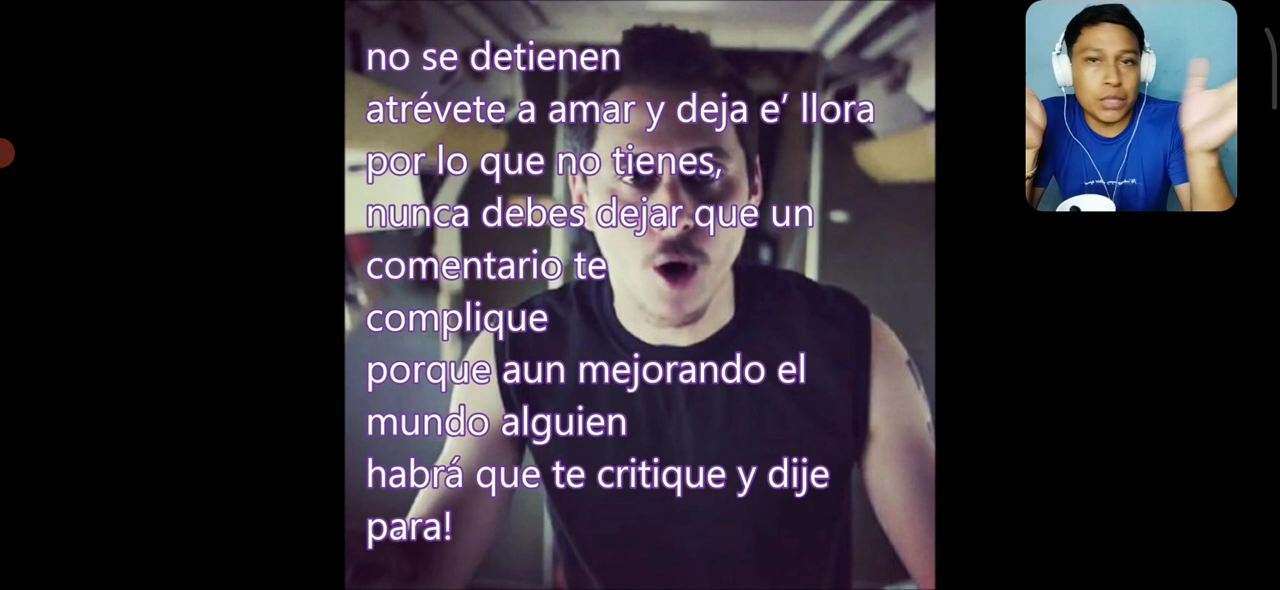 no se detienen
atrévete a amar y deja e’ llora
por lo que no tienes,
nunca debes dejar que un
comentario te
complique
porque aun mejorando el
mundo alguien
habrá que te critique y dije
para!